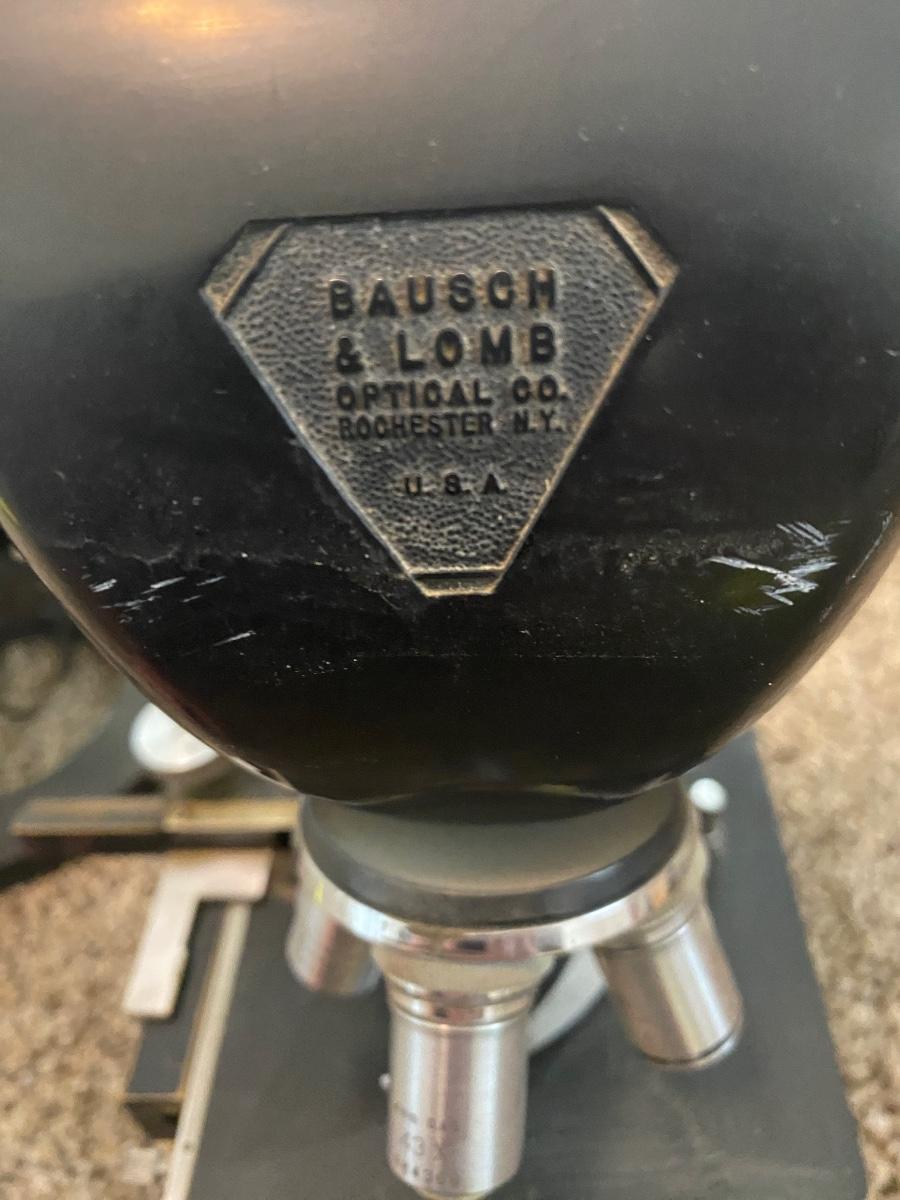 BAUSCH
& LOMB
OPTICAL CO.
ROCHESTER N.Y.
U. S. A.
43X